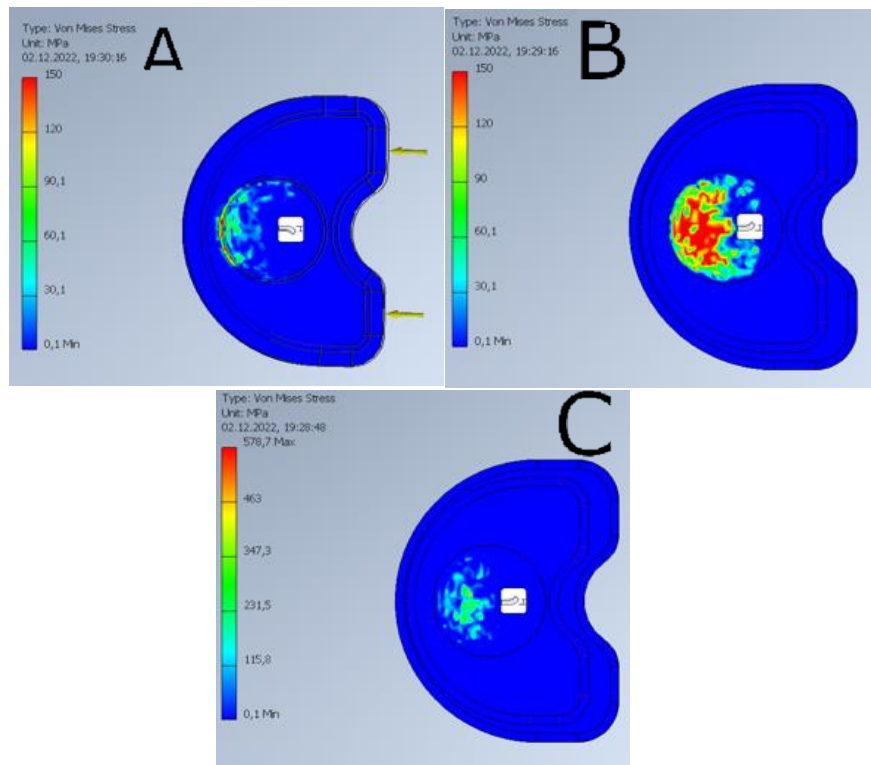 Type: Von Mises Stress
Unit: MPa
02.12.2022, 19:30:16
A
150
120
90,1
60,1
30,1
0,1 Min
Type: Von Mises Stress
Unit: MPa
02.12.2022, 19:29:16
B
150
120
90
60,1
30,1
0,1 Min
Type: Von Mises Stress
Unit: MPa
02.12.2022, 19:28:48
C
578,7 Max
463
347,3
231,5
115,8
0,1 Min